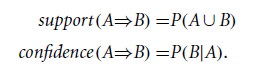 support(A⇒B) =P(A∪B)
confidence(A⇒B) =P(B|A).